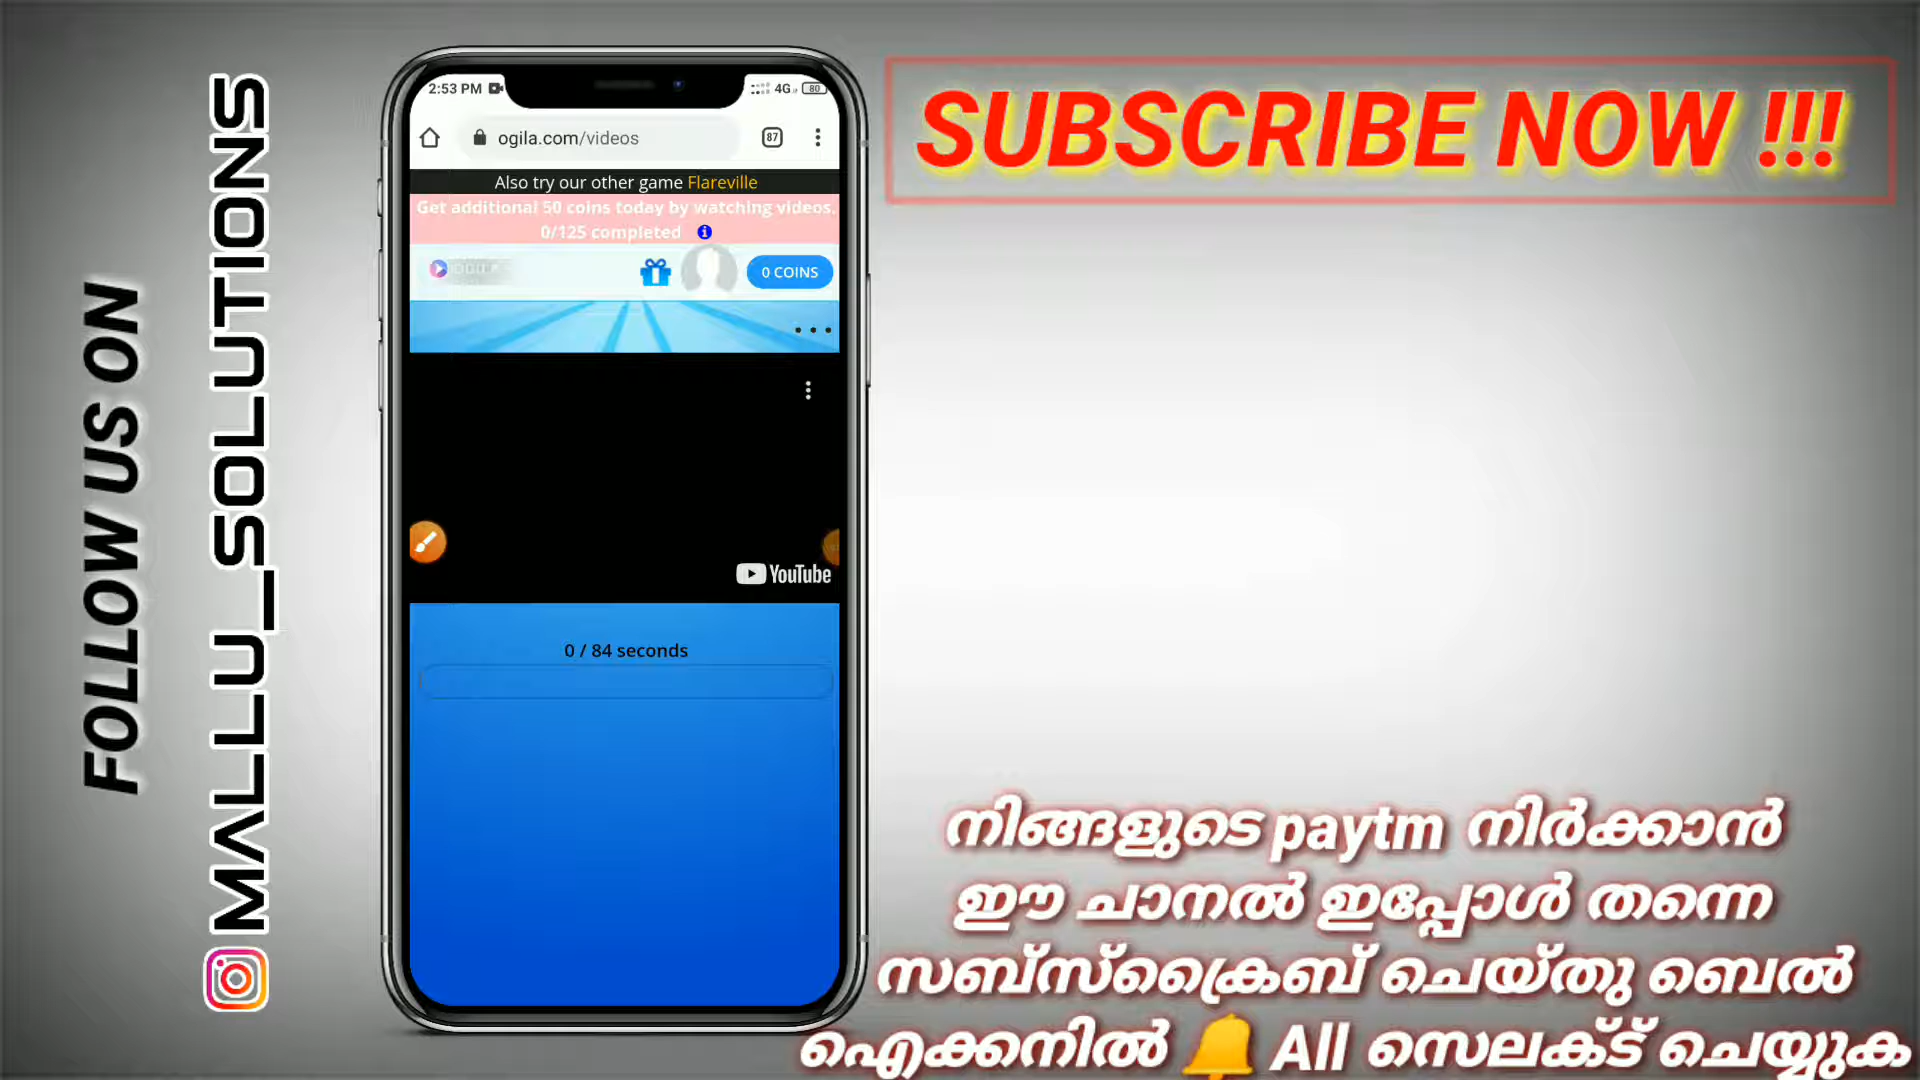 FOLLOW US ON
MALLU_SOLUTIONS
2:53 PM
4G
80
ogila.com/videos
87
Also try our other game Flareville
Get additional 50 coins today by watching videos.
0/125 completed
0 COINS
YouTube
0 / 84 seconds
SUBSCRIBE NOW !!!
നിങ്ങളുടെ paytm നിർക്കാൻ
ഈ ചാനൽ ഇപ്പോൾ തന്നെ
സബ്സ്ക്രൈബ് ചെയ്തു ബെൽ
ഐക്കനിൽ 🔔 All സെലക്ട് ചെയ്യുക